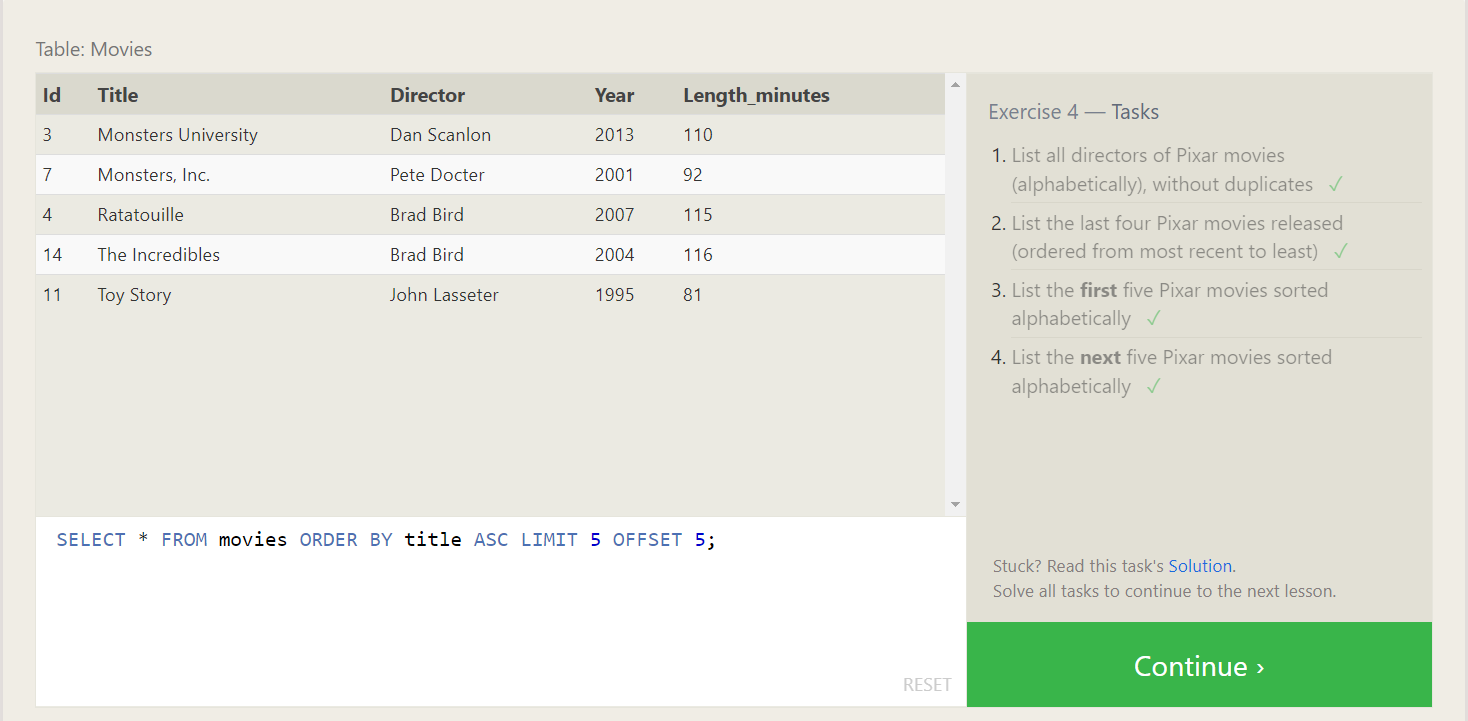 Table: Movies
Id Title Director Year Length_minutes
3 Monsters University Dan Scanlon 2013 110
7 Monsters, Inc. Pete Docter 2001 92
4 Ratatouille Brad Bird 2007 115
14 The Incredibles Brad Bird 2004 116
11 Toy Story John Lasseter 1995 81
SELECT * FROM movies ORDER BY title ASC LIMIT 5 OFFSET 5;
RESET
Exercise 4 — Tasks
1. List all directors of Pixar movies
(alphabetically), without duplicates ✓
2. List the last four Pixar movies released
(ordered from most recent to least) ✓
3. List the first five Pixar movies sorted
alphabetically ✓
4. List the next five Pixar movies sorted
alphabetically ✓
Stuck? Read this task's Solution.
Solve all tasks to continue to the next lesson.
Continue ›